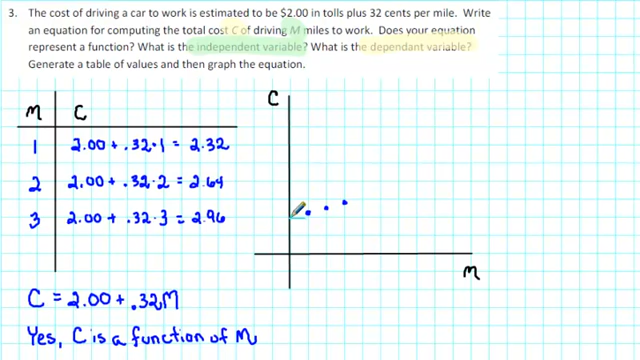 3. The cost of driving a car to work is estimated to be $2.00 in tolls plus 32 cents per mile. Write
an equation for computing the total cost C of driving M miles to work. Does your equation
represent a function? What is the independent variable? What is the dependant variable?
Generate a table of values and then graph the equation.
M C
1 2.00 + .32·1 = 2.32
2 2.00 + .32·2 = 2.64
3 2.00 + .32·3 = 2.96
C
M
C = 2.00 + .32M
Yes, C is a function of M